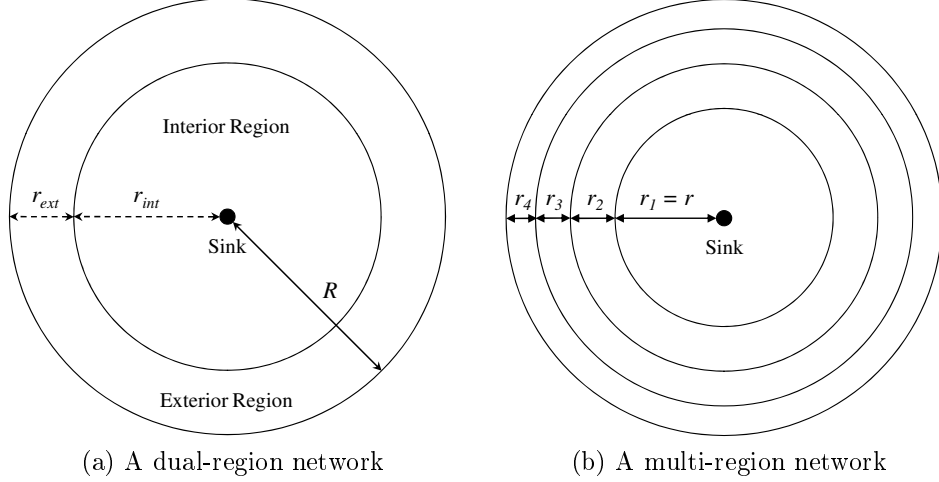 Interior Region
r_ext
r_int
Sink
R
Exterior Region
(a) A dual-region network
r_4
r_3
r_2
r_1 = r
Sink
(b) A multi-region network